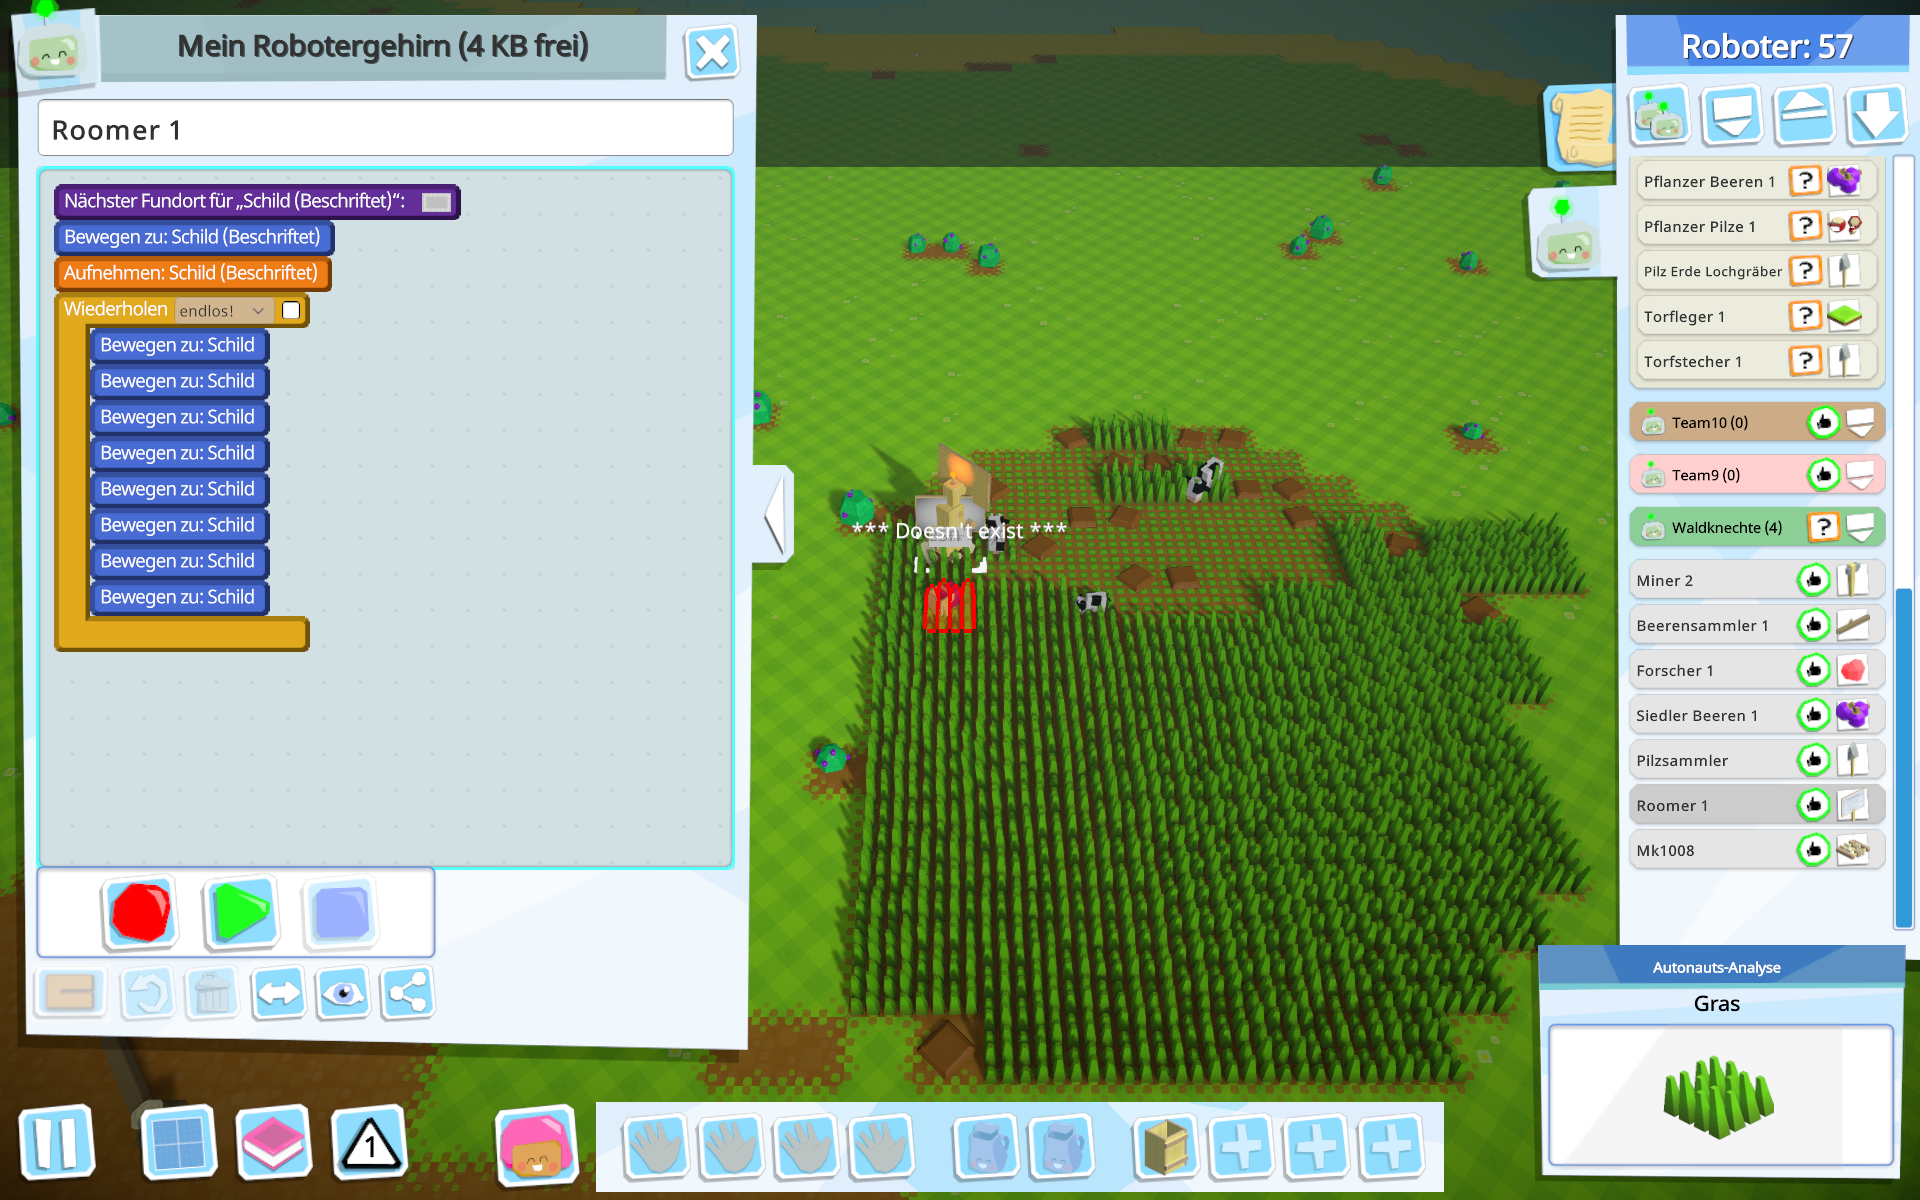 Mein Robotergehirn (4 KB frei)
Roomer 1
Nächster Fundort für „Schild (Beschriftet)“:
Bewegen zu: Schild (Beschriftet)
Aufnehmen: Schild (Beschriftet)
Wiederholen endlos!
Bewegen zu: Schild
Bewegen zu: Schild
Bewegen zu: Schild
Bewegen zu: Schild
Bewegen zu: Schild
Bewegen zu: Schild
Bewegen zu: Schild
Bewegen zu: Schild
*** Doesn't exist ***
Roboter: 57
Pflanzer Beeren 1 ?
Pflanzer Pilze 1 ?
Pilz Erde Lochgräber ?
Torfleger 1 ?
Torfstecher 1 ?
Team10 (0)
Team9 (0)
Waldknechte (4) ?
Miner 2
Beerensammler 1
Forscher 1
Siedler Beeren 1
Pilzsammler
Roomer 1
Mk1008
Autonauts-Analyse
Gras
1